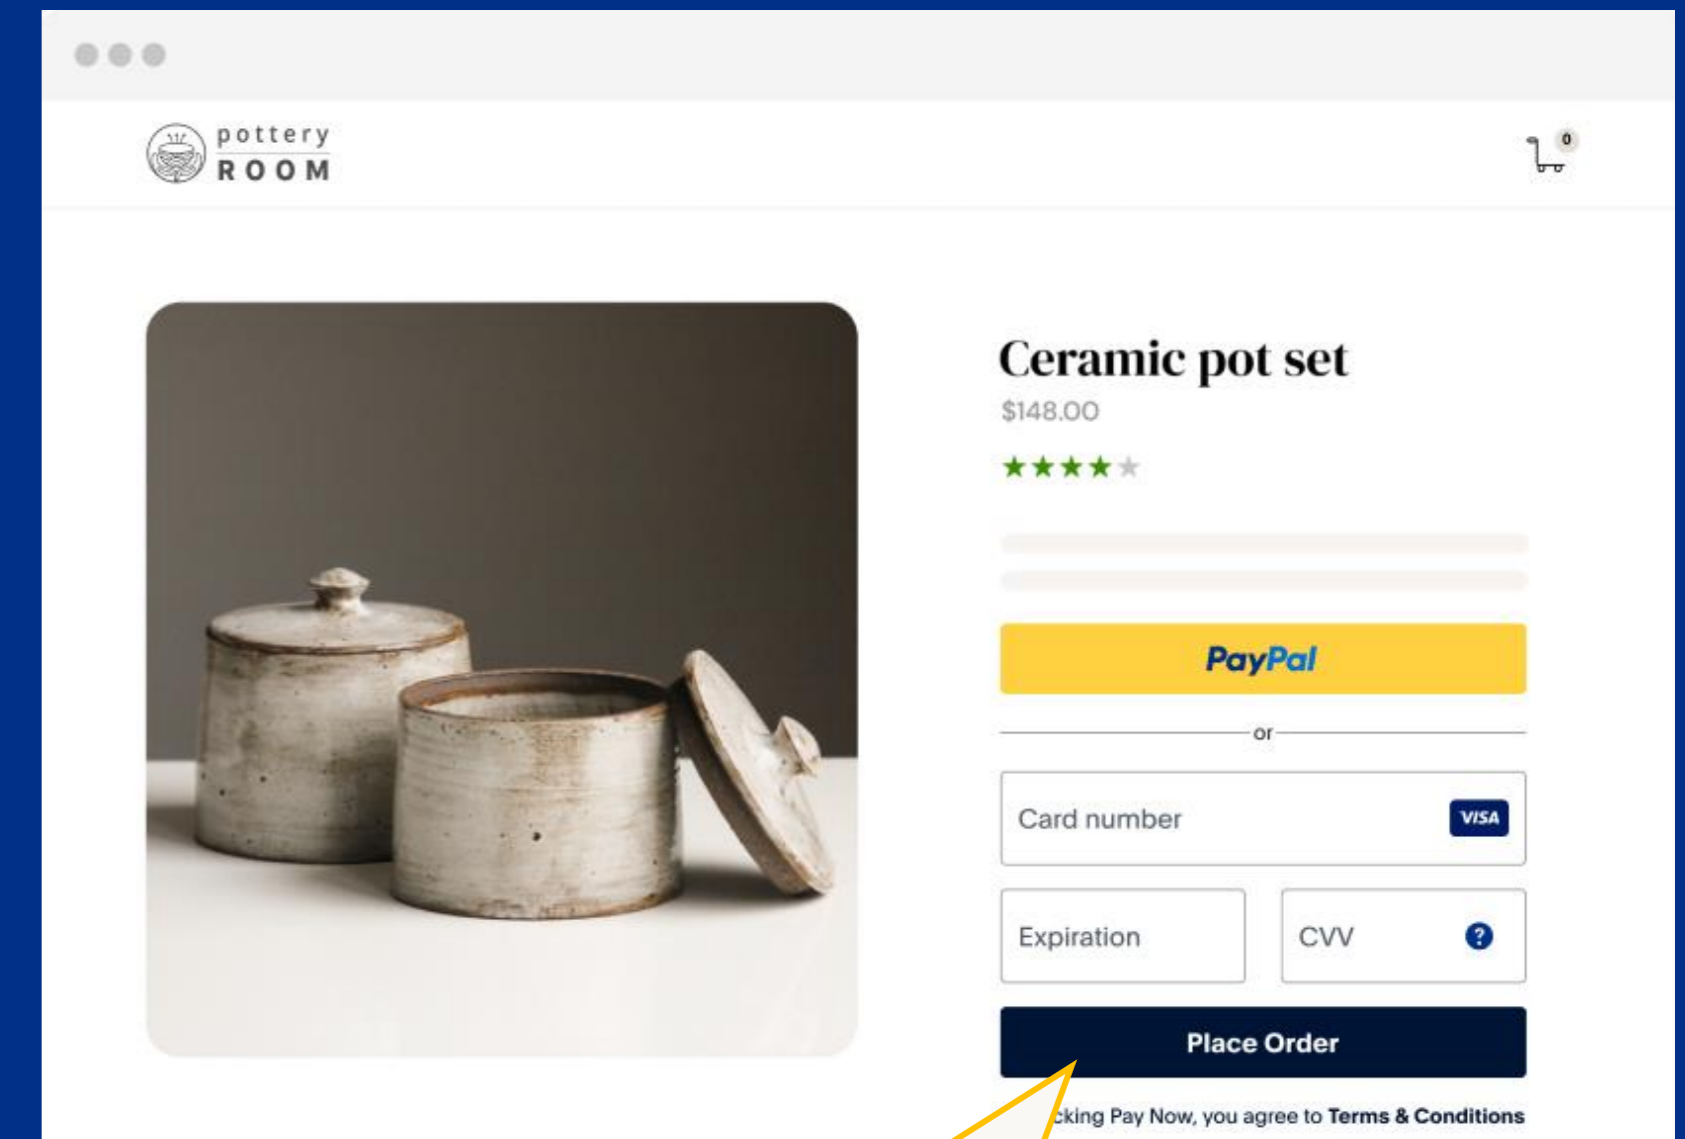 pottery
ROOM
0
Ceramic pot set
$148.00
PayPal
or
Card number
VISA
Expiration
CVV
?
Place Order
cking Pay Now, you agree to Terms & Conditions